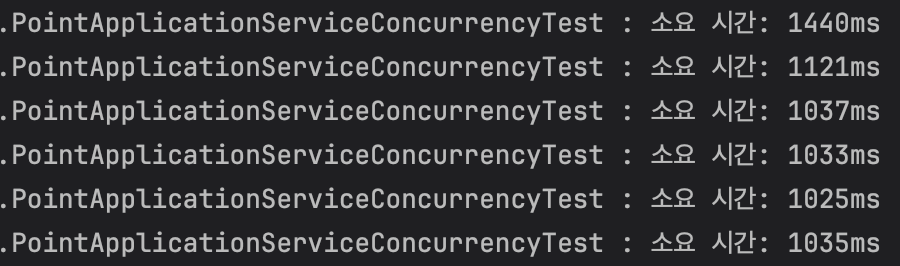 .PointApplicationServiceConcurrencyTest : 소요 시간: 1440ms
.PointApplicationServiceConcurrencyTest : 소요 시간: 1121ms
.PointApplicationServiceConcurrencyTest : 소요 시간: 1037ms
.PointApplicationServiceConcurrencyTest : 소요 시간: 1033ms
.PointApplicationServiceConcurrencyTest : 소요 시간: 1025ms
.PointApplicationServiceConcurrencyTest : 소요 시간: 1035ms